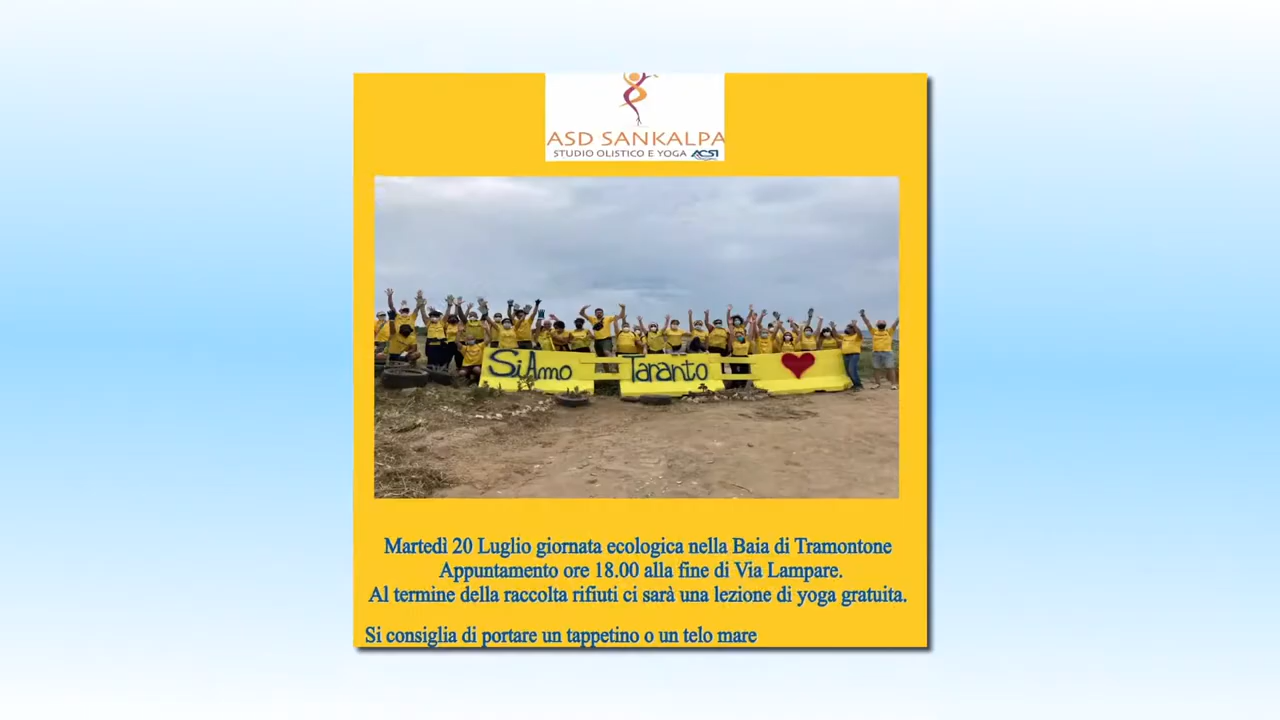 ASD SANKALPA
STUDIO OLISTICO E YOGA ACSI
SiAmo Taranto
Martedì 20 Luglio giornata ecologica nella Baia di Tramontone
Appuntamento ore 18.00 alla fine di Via Lampare.
Al termine della raccolta rifiuti ci sarà una lezione di yoga gratuita.
Si consiglia di portare un tappetino o un telo mare